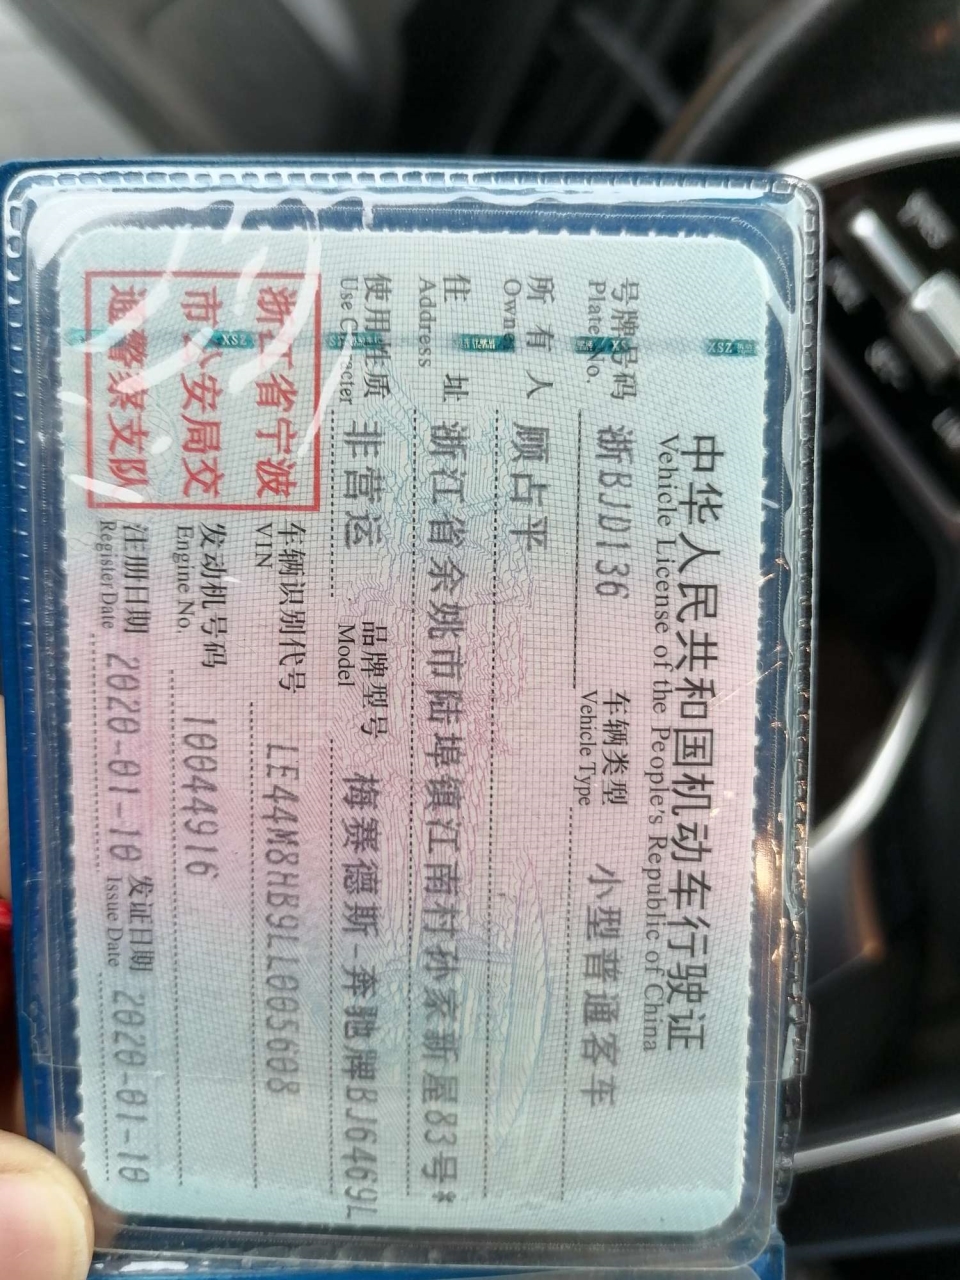 中华人民共和国机动车行驶证
Vehicle License of the People's Republic of China
号牌号码 浙BJD136 车辆类型 小型普通客车
Plate No. Vehicle Type
所有人 顾占平
Owner
住址 浙江省余姚市陆埠镇江南村孙家新屋83号*
Address
使用性质 非营运 品牌型号 梅赛德斯-奔驰牌BJ6469L
Use Character Model
浙江省宁波
市公安局交
通警察支队
车辆识别代号 LE44M8HB9LL005608
VIN
发动机号码 10044916
Engine No.
注册日期 2020-01-10 发证日期 2020-01-10
Register Date Issue Date